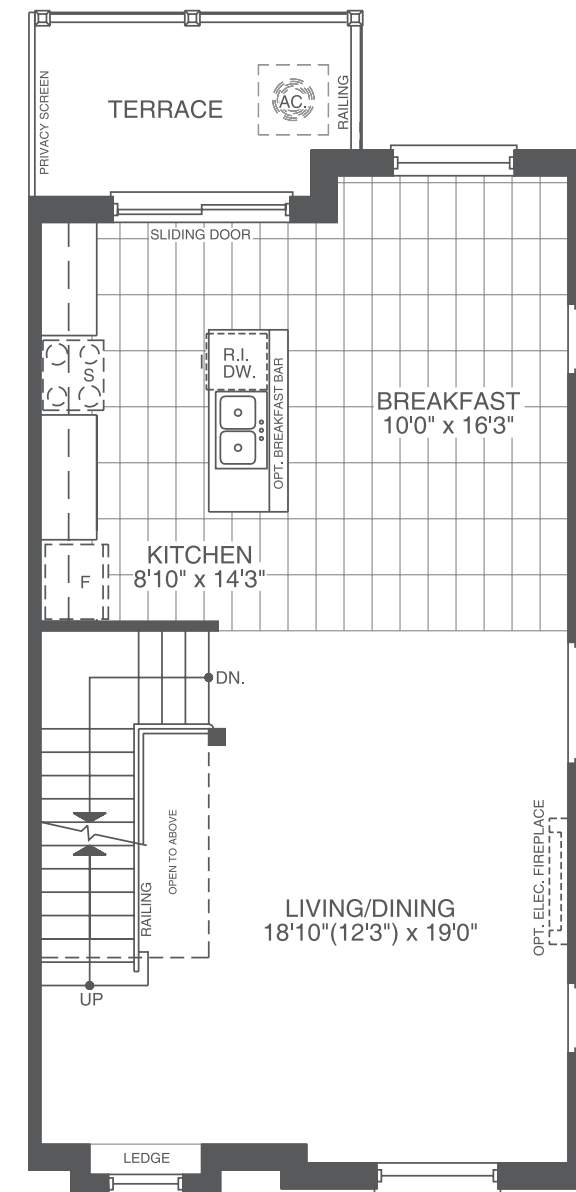 PRIVACY SCREEN
TERRACE
AC.
RAILING
SLIDING DOOR
R.I.
DW.
S
OPT. BREAKFAST BAR
BREAKFAST
10'0" x 16'3"
KITCHEN
8'10" x 14'3"
F
DN.
OPEN TO ABOVE
RAILING
OPT. ELEC. FIREPLACE
LIVING/DINING
18'10"(12'3") x 19'0"
UP
LEDGE